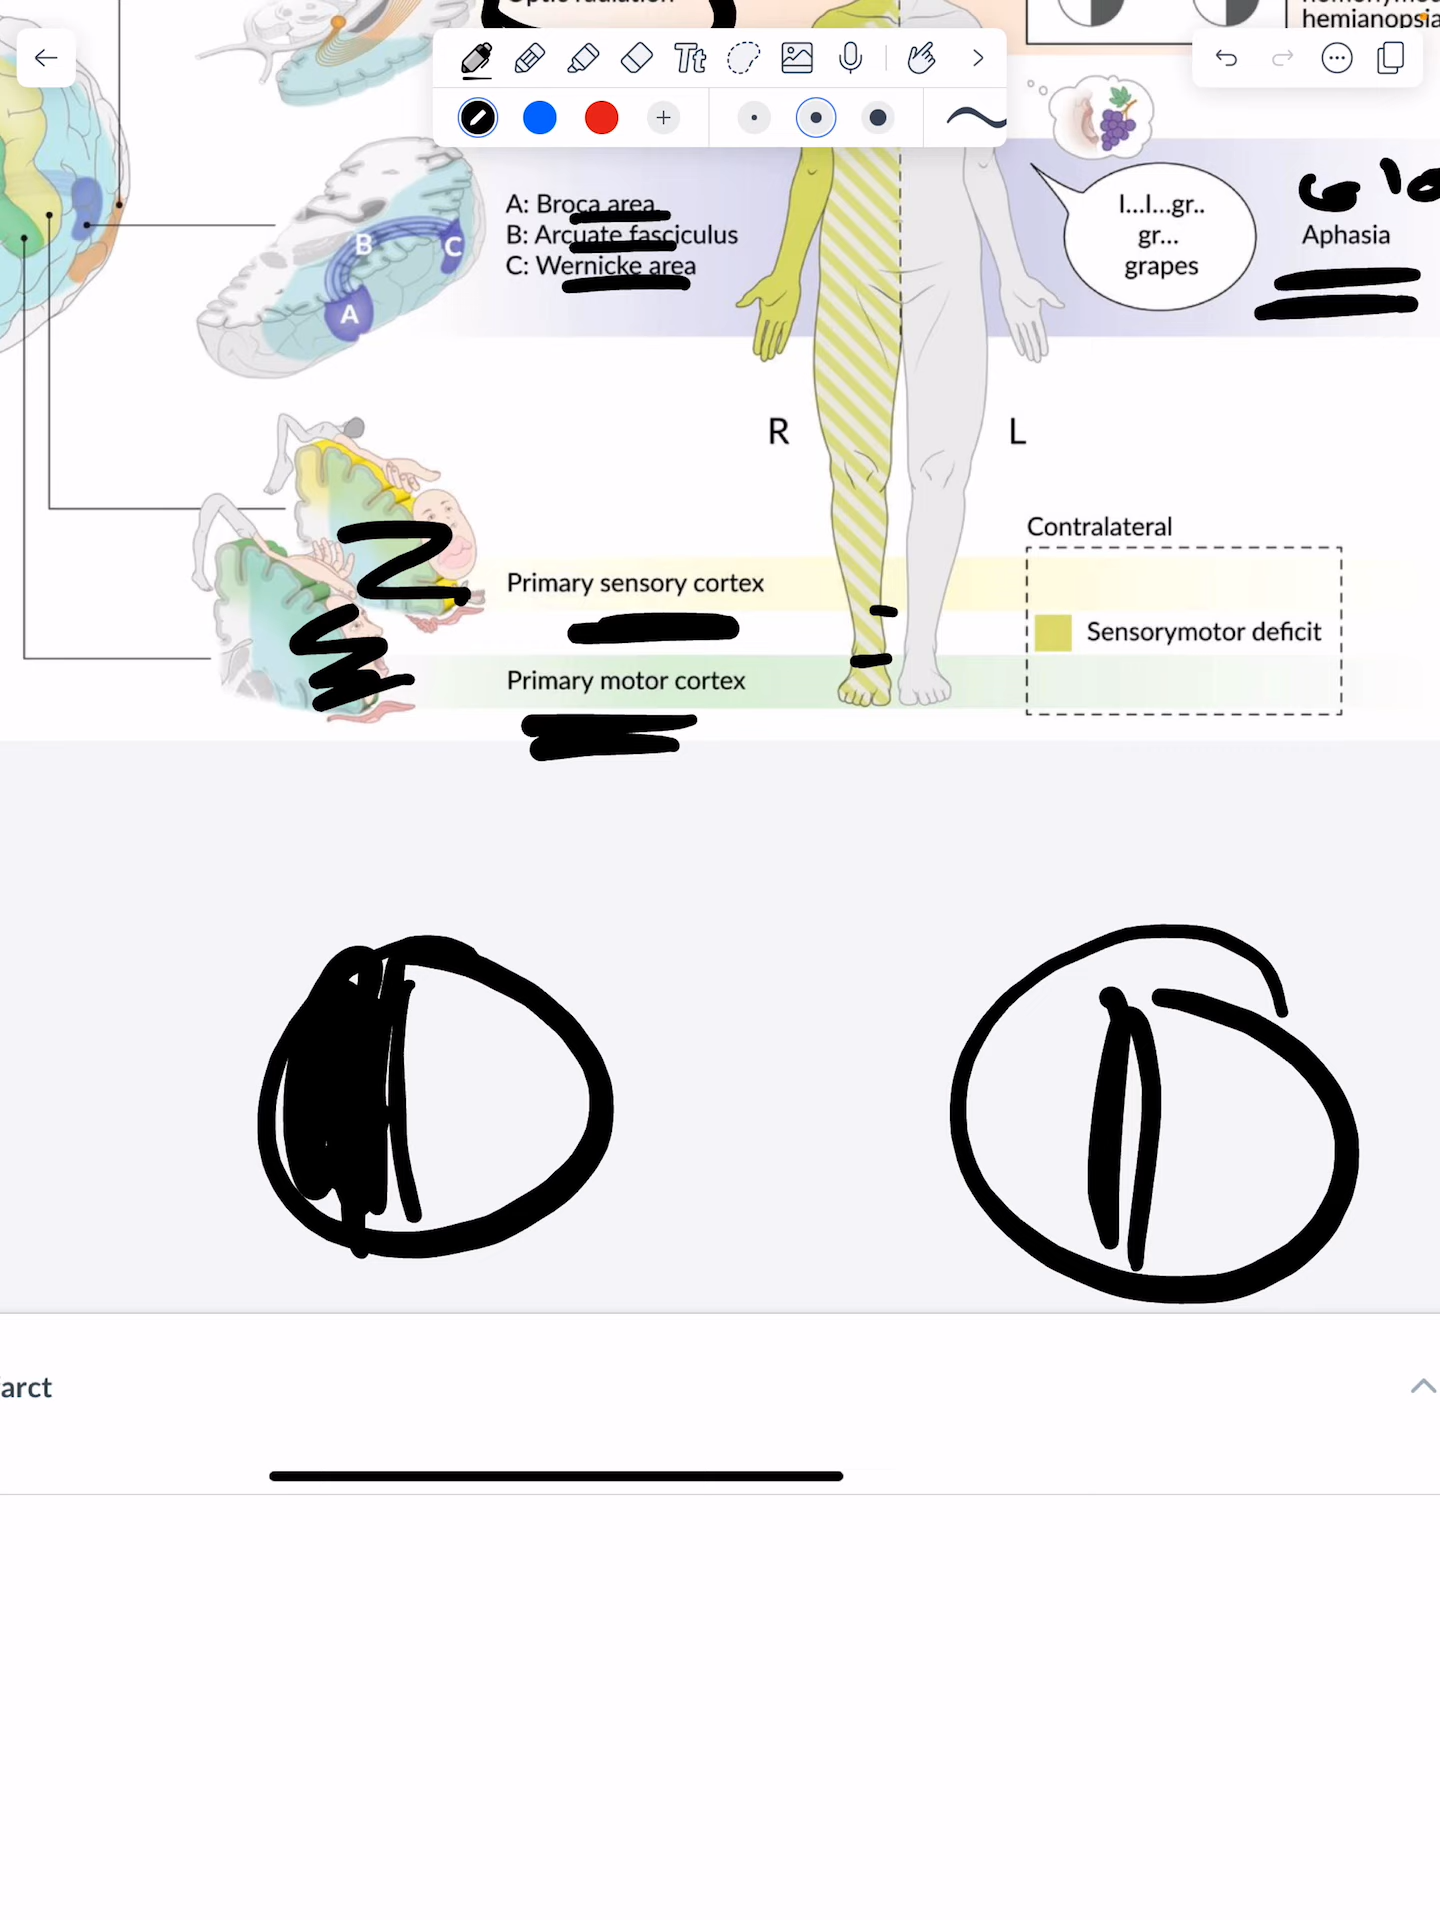 hemianopsia
Tt
A: Broca area
B: Arcuate fasciculus
C: Wernicke area
B
C
A
I...I...gr..
gr...
grapes
Aphasia
R
L
Contralateral
Primary sensory cortex
Sensorymotor deficit
Primary motor cortex
arct